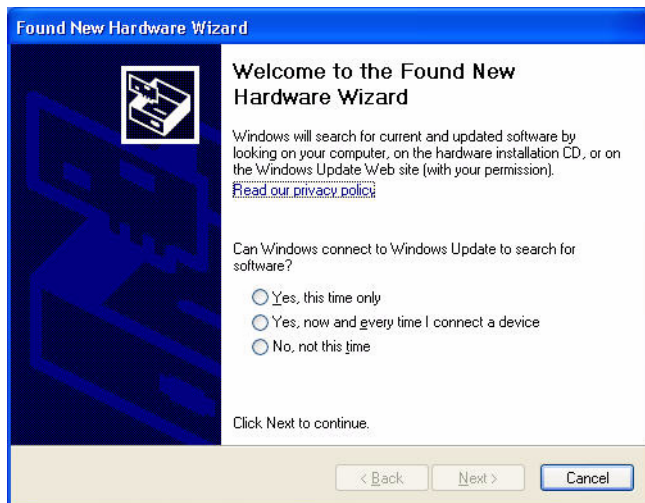 Found New Hardware Wizard
Welcome to the Found New
Hardware Wizard
Windows will search for current and updated software by
looking on your computer, on the hardware installation CD, or on
the Windows Update Web site (with your permission).
Read our privacy policy
Can Windows connect to Windows Update to search for
software?
Yes, this time only
Yes, now and every time I connect a device
No, not this time
Click Next to continue.
< Back Next > Cancel